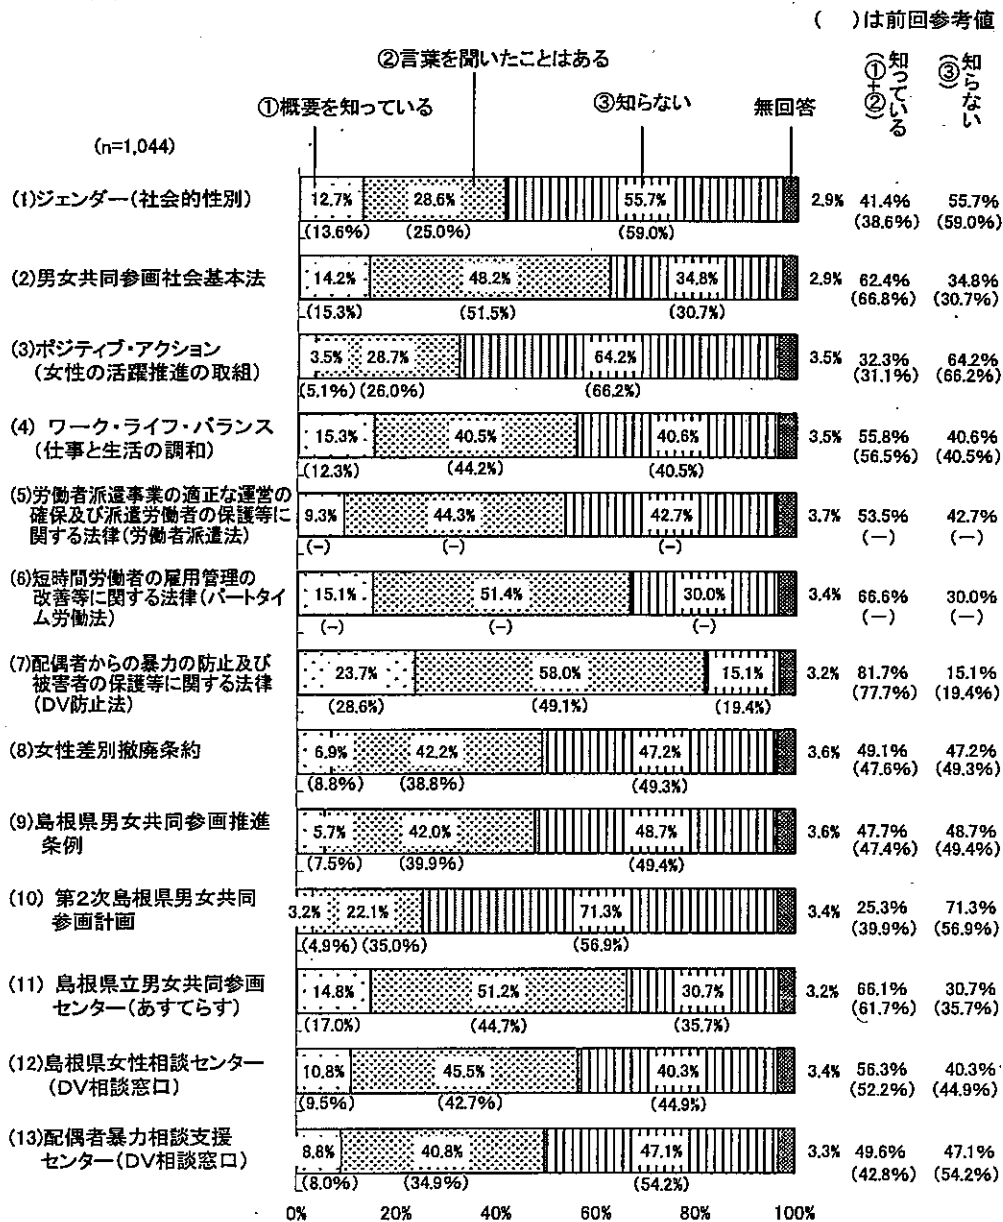 ( )は前回参考値
②言葉を聞いたことはある
①概要を知っている
③知らない
無回答
知っている(①+②)
知らない(③)
(n=1,044)
(1)ジェンダー(社会的性別)
12.7% 28.6% 55.7% 2.9% 41.4% 55.7%
(13.6%) (25.0%) (59.0%) (38.6%) (59.0%)
(2)男女共同参画社会基本法
14.2% 48.2% 34.8% 2.9% 62.4% 34.8%
(15.3%) (51.5%) (30.7%) (66.8%) (30.7%)
(3)ポジティブ・アクション
(女性の活躍推進の取組)
3.5% 28.7% 64.2% 3.5% 32.3% 64.2%
(5.1%) (26.0%) (66.2%) (31.1%) (66.2%)
(4) ワーク・ライフ・バランス
(仕事と生活の調和)
15.3% 40.5% 40.6% 3.5% 55.8% 40.6%
(12.3%) (44.2%) (40.5%) (56.5%) (40.5%)
(5)労働者派遣事業の適正な運営の
確保及び派遣労働者の保護等に
関する法律(労働者派遣法)
9.3% 44.3% 42.7% 3.7% 53.5% 42.7%
(-) (-) (-) (-) (-)
(6)短時間労働者の雇用管理の
改善等に関する法律(パートタイ
ム労働法)
15.1% 51.4% 30.0% 3.4% 66.6% 30.0%
(-) (-) (-) (-) (-)
(7)配偶者からの暴力の防止及び
被害者の保護等に関する法律
(DV防止法)
23.7% 58.0% 15.1% 3.2% 81.7% 15.1%
(28.6%) (49.1%) (19.4%) (77.7%) (19.4%)
(8)女性差別撤廃条約
6.9% 42.2% 47.2% 3.6% 49.1% 47.2%
(8.8%) (38.8%) (49.3%) (47.6%) (49.3%)
(9)島根県男女共同参画推進
条例
5.7% 42.0% 48.7% 3.6% 47.7% 48.7%
(7.5%) (39.9%) (49.4%) (47.4%) (49.4%)
(10) 第2次島根県男女共同
参画計画
3.2% 22.1% 71.3% 3.4% 25.3% 71.3%
(4.9%) (35.0%) (56.9%) (39.9%) (56.9%)
(11) 島根県立男女共同参画
センター(あすてらす)
14.8% 51.2% 30.7% 3.2% 66.1% 30.7%
(17.0%) (44.7%) (35.7%) (61.7%) (35.7%)
(12)島根県女性相談センター
(DV相談窓口)
10.8% 45.5% 40.3% 3.4% 56.3% 40.3%
(9.5%) (42.7%) (44.9%) (52.2%) (44.9%)
(13)配偶者暴力相談支援
センター(DV相談窓口)
8.8% 40.8% 47.1% 3.3% 49.6% 47.1%
(8.0%) (34.9%) (54.2%) (42.8%) (54.2%)
0% 20% 40% 60% 80% 100%